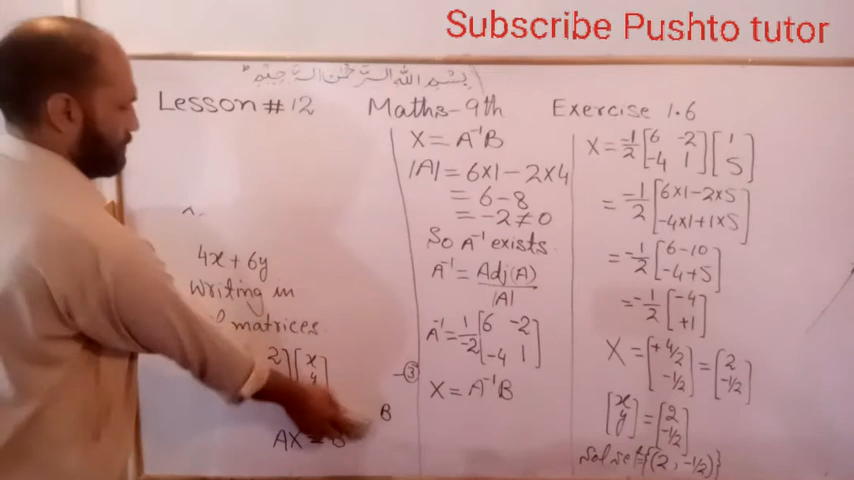 Subscribe Pushto tutor
بسم الله الرحمن الرحيم
Lesson #12 Maths-9th Exercise 1.6
4x + 6y
Writing in
matrices.
2] [x
y]
B
AX = B
X = A⁻¹B
|A| = 6×1 – 2×4
= 6 – 8
= –2 ≠ 0
So A⁻¹ exists.
A⁻¹ = Adj(A)
|A|
A⁻¹ = 1/-2 [6 -2
-4 1]
—③
X = A⁻¹B
X = -1/2 [6 -2 [1
-4 1] 5]
= -1/2 [6×1-2×5
-4×1+1×5]
= -1/2 [6-10
-4+5]
= -1/2 [-4
+1]
X = [+4/2 = [2
-1/2] -1/2]
[x = [2
y] -1/2]
Sol set={(2, -1/2)}